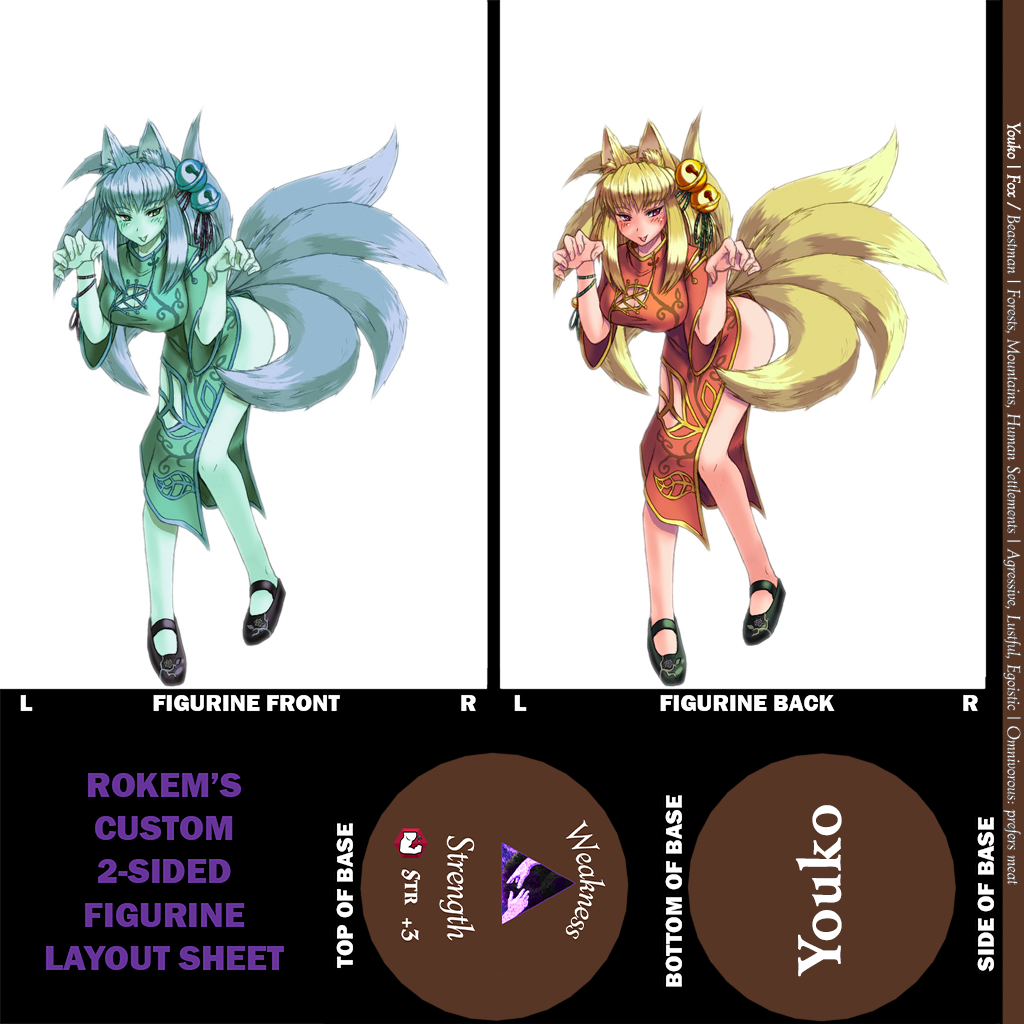 L FIGURINE FRONT R
L FIGURINE BACK R
Youko | Fox / Beastman | Forests, Mountains, Human Settlements | Agressive, Lustful, Egoistic | Omnivorous: prefers meat
ROKEM'S
CUSTOM
2-SIDED
FIGURINE
LAYOUT SHEET
TOP OF BASE
Weakness
Strength
STR +3
BOTTOM OF BASE
Youko
SIDE OF BASE